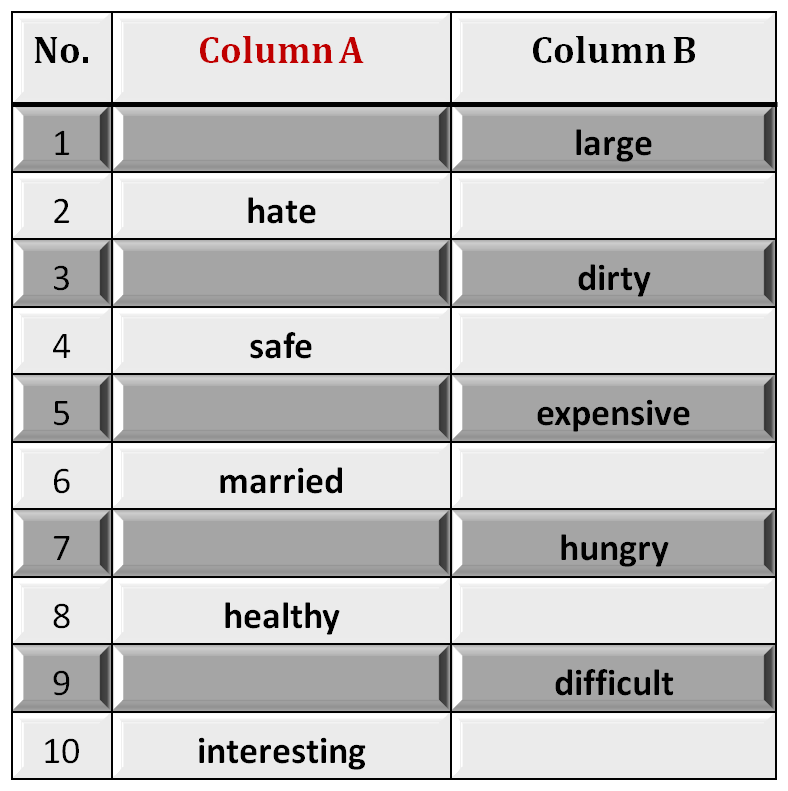 No. Column A Column B
1 large
2 hate
3 dirty
4 safe
5 expensive
6 married
7 hungry
8 healthy
9 difficult
10 interesting